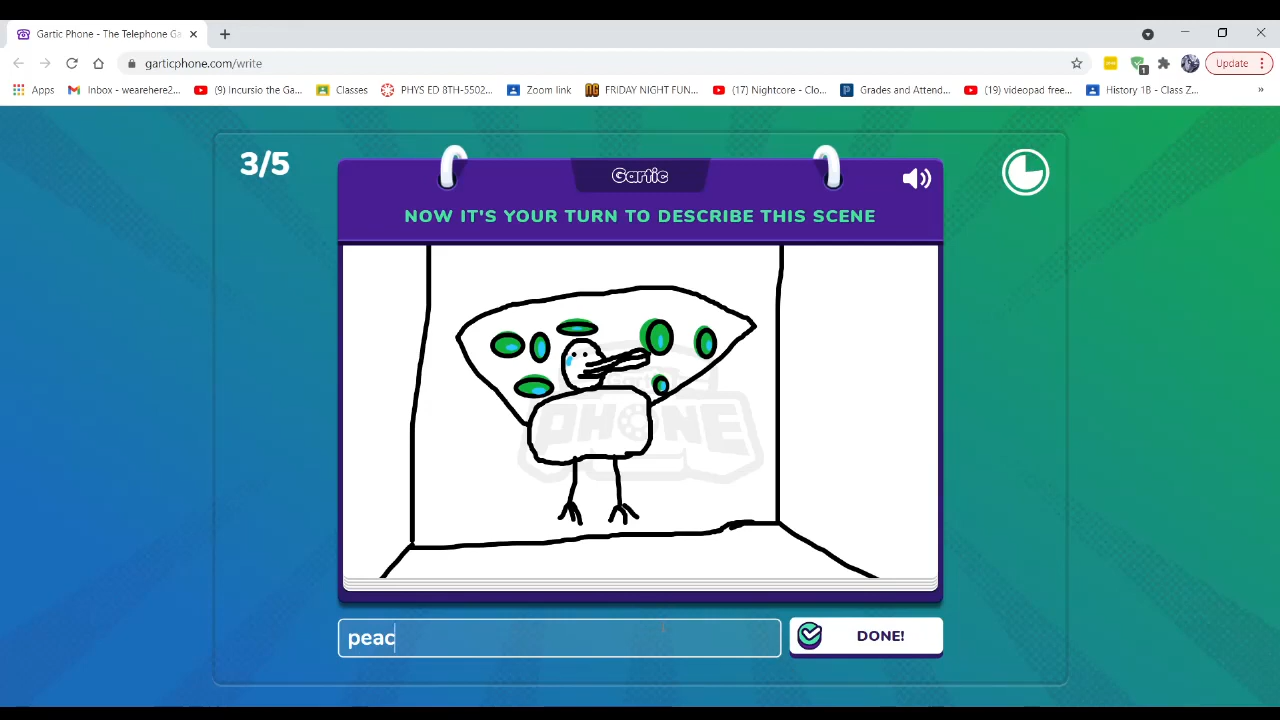 Gartic Phone - The Telephone Ga
garticphone.com/write
Update
Apps
Inbox - weamhere2...
(9) Incursio the Ga...
Classes
PHYS ED 8TH-5502...
Zoom link
FRIDAY NIGHT FUN...
(17) Nightcore - Clo...
Grades and Attend...
(19) videopad free...
History 1B - Class Z...
»
3/5
Gartic
NOW IT'S YOUR TURN TO DESCRIBE THIS SCENE
PHONE
peac
DONE!